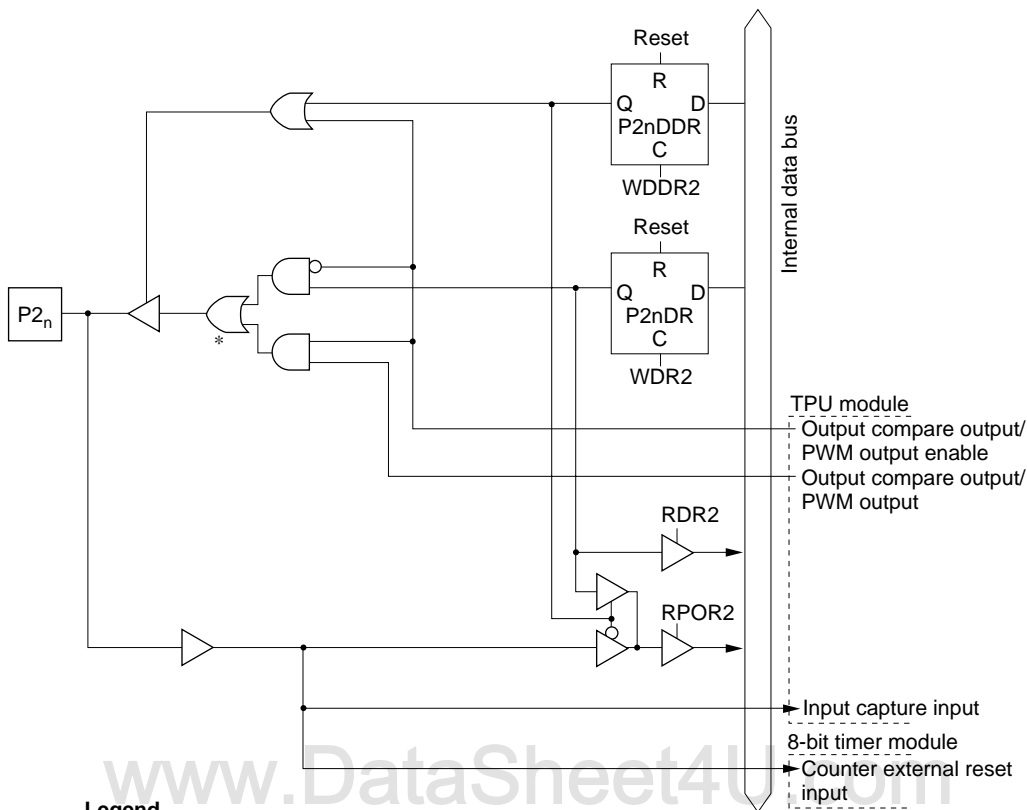 Reset
R
Q D
P2nDDR
C
WDDR2
Internal data bus
Reset
R
Q D
P2nDR
C
WDR2
P2n
*
TPU module
Output compare output/
PWM output enable
Output compare output/
PWM output
RDR2
RPOR2
Input capture input
8-bit timer module
Counter external reset
input
www.DataSheet4U.com
Legend